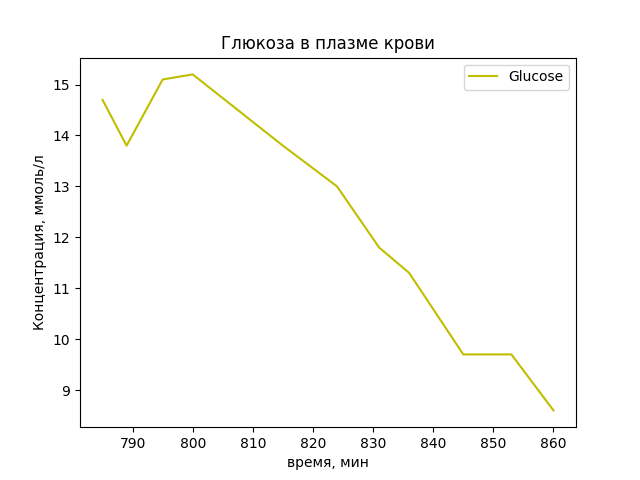 Глюкоза в плазме крови
Glucose
Концентрация, ммоль/л
15
14
13
12
11
10
9
790 800 810 820 830 840 850 860
время, мин